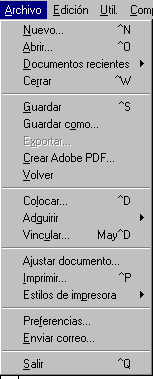 Archivo Edición Util. Com
Nuevo... ^N
Abrir... ^O
Documentos recientes
Cerrar ^W
Guardar ^S
Guardar como...
Exportar...
Crear Adobe PDF...
Volver
Colocar... ^D
Adquirir
Vincular... May^D
Ajustar documento...
Imprimir... ^P
Estilos de impresora
Preferencias...
Enviar correo...
Salir ^Q